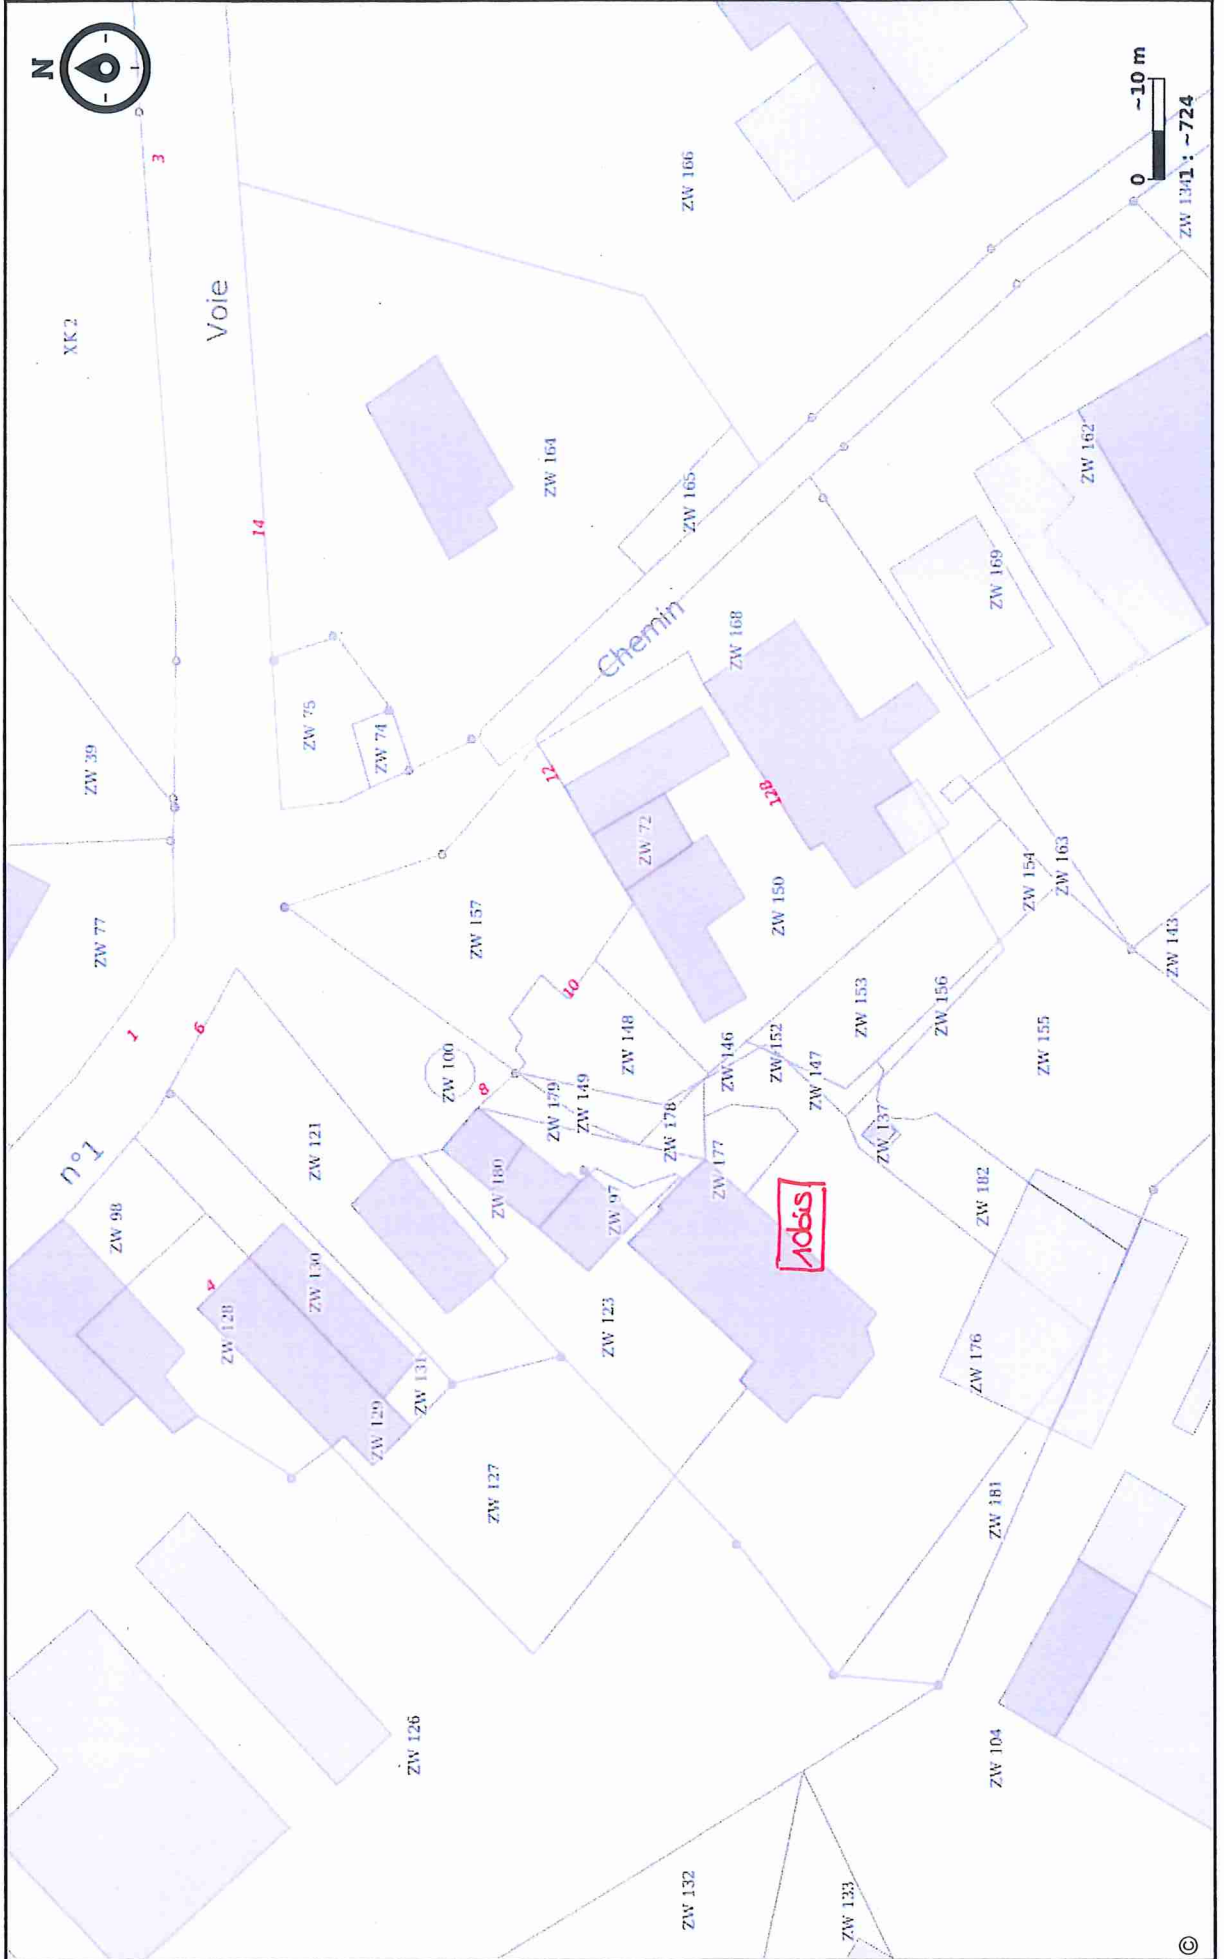 N
XK 2
3
Voie
14
ZW 39
ZW 77
1
6
n°1
ZW 98
4
ZW 128
ZW 130
ZW 129
ZW 131
ZW 121
ZW 75
ZW 74
ZW 164
ZW 165
ZW 166
Chemin
ZW 157
12
ZW 72
12B
ZW 168
ZW 150
10
ZW 148
ZW 100
8
ZW 179
ZW 149
ZW 180
ZW 97
ZW 178
ZW 177
ZW 146
ZW 152
ZW 147
ZW 153
ZW 156
ZW 137
ZW 154
ZW 163
ZW 143
ZW 155
ZW 169
ZW 162
ZW 134
0 ~10 m
1 : ~724
10bis
ZW 123
ZW 127
ZW 182
ZW 176
ZW 181
ZW 126
ZW 104
ZW 132
ZW 133
©